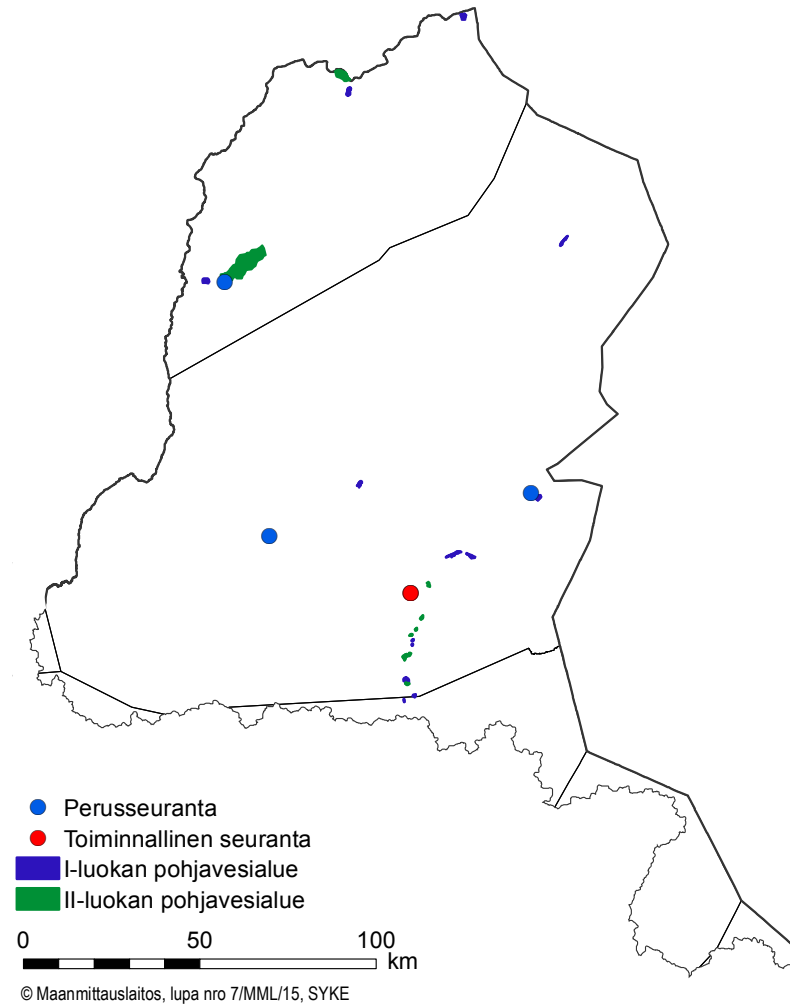 Perusseuranta
Toiminnallinen seuranta
I-luokan pohjavesialue
II-luokan pohjavesialue
0 50 100
km
© Maanmittauslaitos, lupa nro 7/MML/15, SYKE